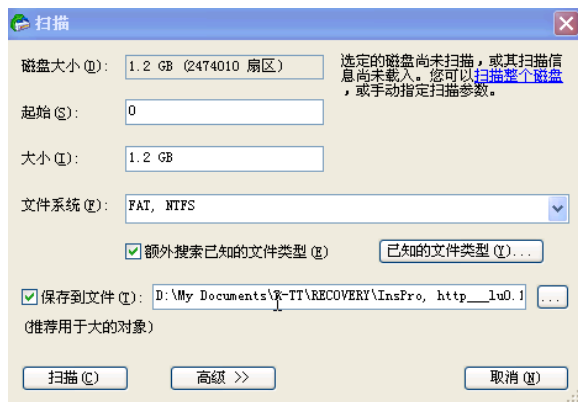 扫描
磁盘大小(D): 1.2 GB (2474010 扇区)
选定的磁盘尚未扫描，或其扫描信
息尚未载入。您可以扫描整个磁盘
，或手动指定扫描参数。
起始(S): 0
大小(I): 1.2 GB
文件系统(F): FAT, NTFS
额外搜索已知的文件类型(E) 已知的文件类型(Y)...
保存到文件(T): D:\My Documents\R-TT\RECOVERY\InsPro, http___lu0.1 ...
(推荐用于大的对象)
扫描(C) 高级 >> 取消(N)